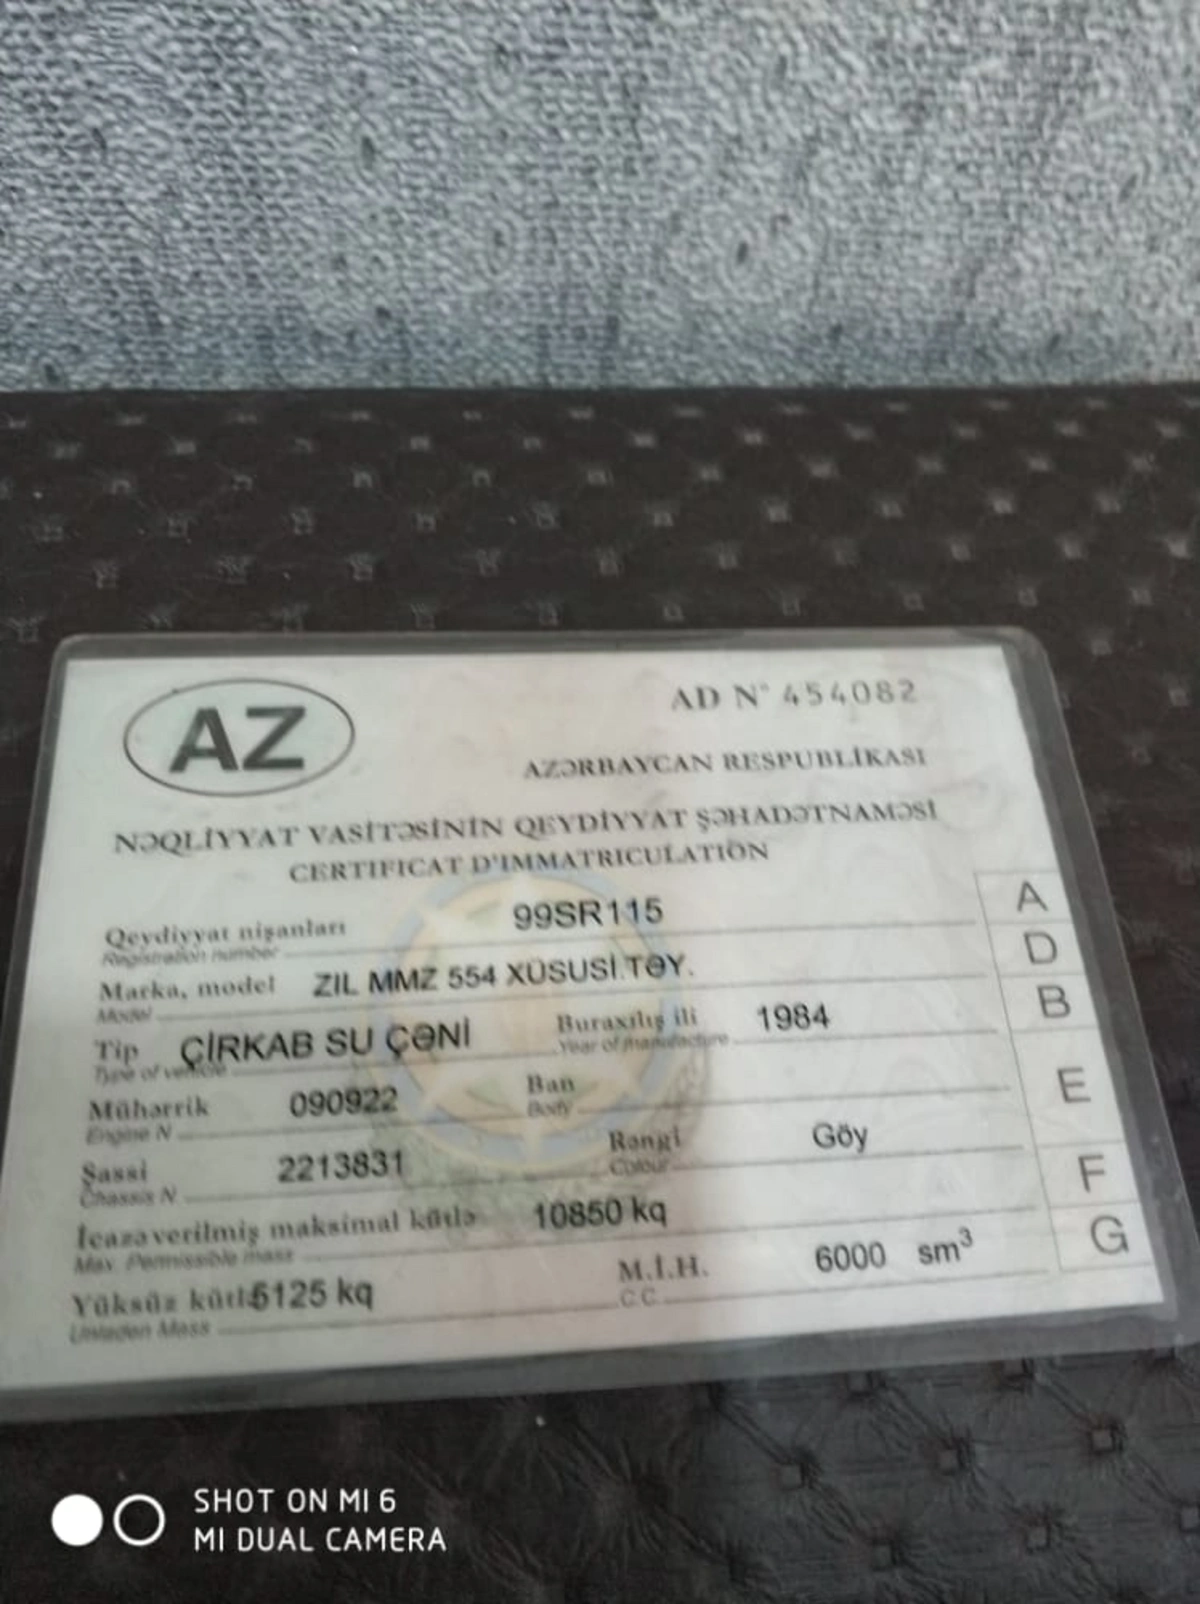 AZ
AD N° 454082
AZƏRBAYCAN RESPUBLİKASI
NƏQLİYYAT VASİTƏSİNİN QEYDİYYAT ŞƏHADƏTNAMƏSİ
CERTIFICAT D'IMMATRICULATION
Qeydiyyat nişanları 99SR115 A
Registration number
Marka, model ZIL MMZ 554 XÜSUSİ.TƏY. D
Model
Tip ÇİRKAB SU ÇƏNİ Buraxılış ili 1984 B
Type of vehicle Year of manufacture
Mühərrik 090922 Ban E
Engine N Body
Şassi 2213831 Rəngi Göy F
Chassis N Colour
İcazəverilmiş maksimal kütlə 10850 kq G
Max. Permissible mass
Yüksüz kütlə 5125 kq M.İ.H. 6000 sm³
Unladen Mass C.C.
SHOT ON MI 6
MI DUAL CAMERA